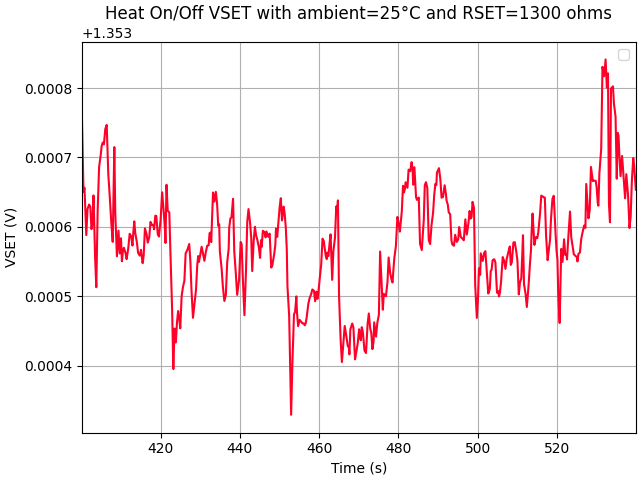 Heat On/Off VSET with ambient=25°C and RSET=1300 ohms
+1.353
0.0008
0.0007
0.0006
0.0005
0.0004
VSET (V)
420 440 460 480 500 520
Time (s)